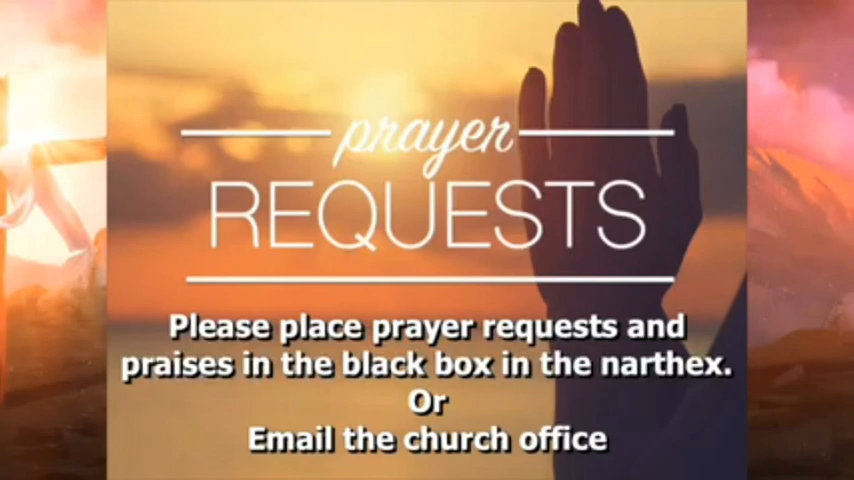 prayer
REQUESTS
Please place prayer requests and
praises in the black box in the narthex.
Or
Email the church office